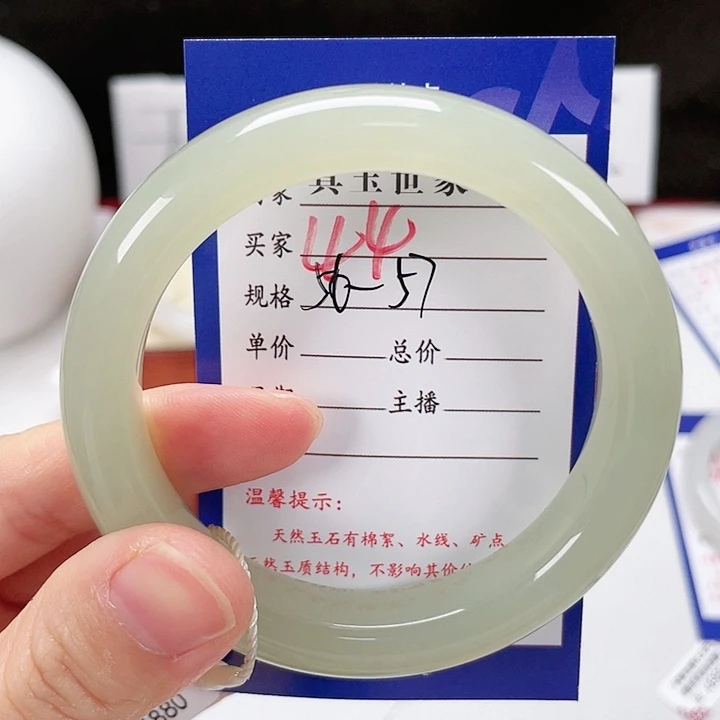 真玉世家
买家 44
规格 56-57
单价 总价
主播
温馨提示:
天然玉石有棉絮、水线、矿点
然玉质结构，不影响其价
880